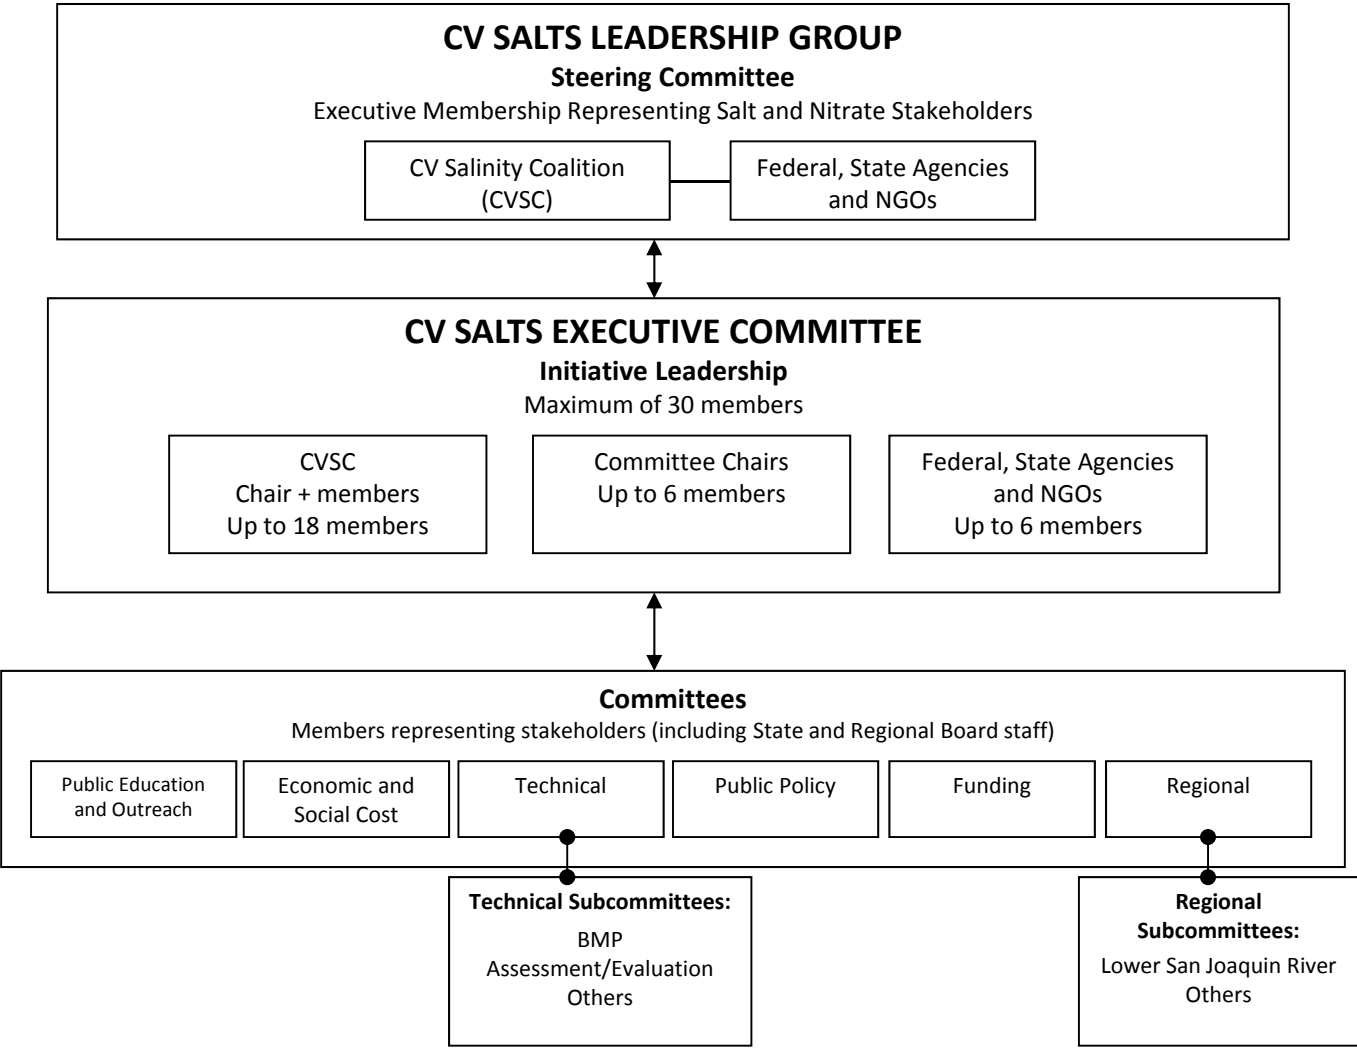 CV SALTS LEADERSHIP GROUP
Steering Committee
Executive Membership Representing Salt and Nitrate Stakeholders
CV Salinity Coalition
(CVSC)
Federal, State Agencies
and NGOs
CV SALTS EXECUTIVE COMMITTEE
Initiative Leadership
Maximum of 30 members
CVSC
Chair + members
Up to 18 members
Committee Chairs
Up to 6 members
Federal, State Agencies
and NGOs
Up to 6 members
Committees
Members representing stakeholders (including State and Regional Board staff)
Public Education
and Outreach
Economic and
Social Cost
Technical
Public Policy
Funding
Regional
Technical Subcommittees:
BMP
Assessment/Evaluation
Others
Regional
Subcommittees:
Lower San Joaquin River
Others